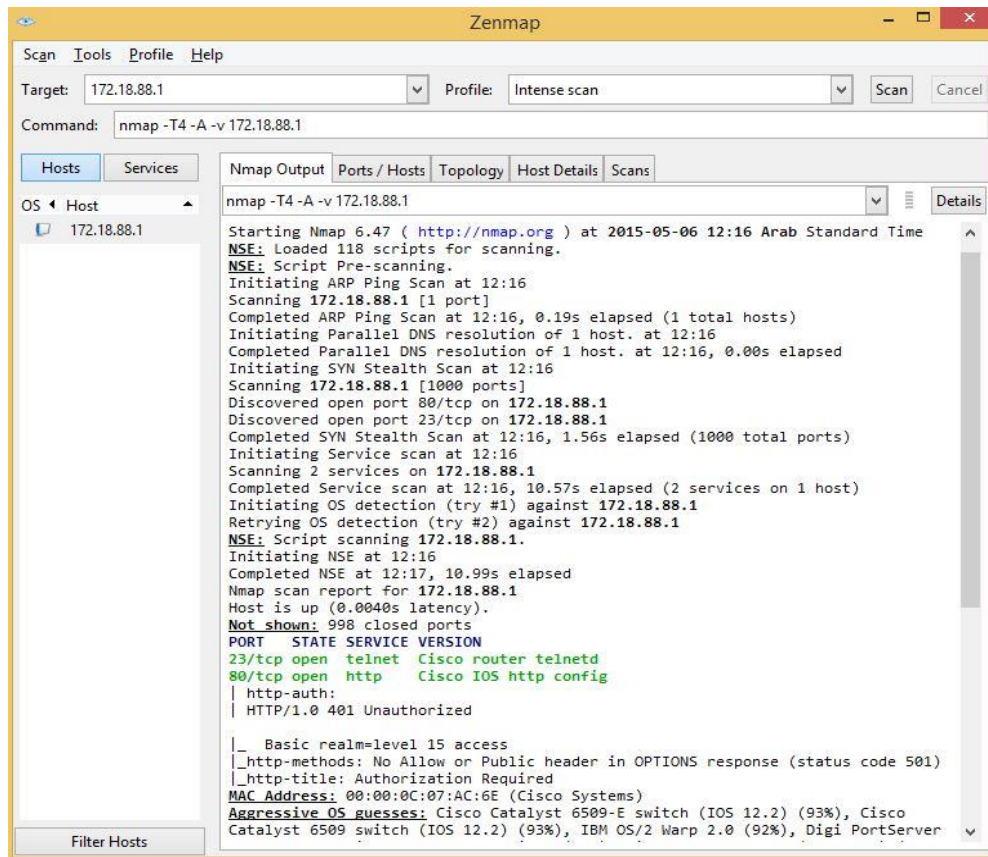 Zenmap
Scan Tools Profile Help
Target: 172.18.88.1 Profile: Intense scan Scan Cancel
Command: nmap -T4 -A -v 172.18.88.1
Hosts Services
OS Host
172.18.88.1
Filter Hosts
Nmap Output Ports / Hosts Topology Host Details Scans
nmap -T4 -A -v 172.18.88.1 Details
Starting Nmap 6.47 ( http://nmap.org ) at 2015-05-06 12:16 Arab Standard Time
NSE: Loaded 118 scripts for scanning.
NSE: Script Pre-scanning.
Initiating ARP Ping Scan at 12:16
Scanning 172.18.88.1 [1 port]
Completed ARP Ping Scan at 12:16, 0.19s elapsed (1 total hosts)
Initiating Parallel DNS resolution of 1 host. at 12:16
Completed Parallel DNS resolution of 1 host. at 12:16, 0.00s elapsed
Initiating SYN Stealth Scan at 12:16
Scanning 172.18.88.1 [1000 ports]
Discovered open port 80/tcp on 172.18.88.1
Discovered open port 23/tcp on 172.18.88.1
Completed SYN Stealth Scan at 12:16, 1.56s elapsed (1000 total ports)
Initiating Service scan at 12:16
Scanning 2 services on 172.18.88.1
Completed Service scan at 12:16, 10.57s elapsed (2 services on 1 host)
Initiating OS detection (try #1) against 172.18.88.1
Retrying OS detection (try #2) against 172.18.88.1
NSE: Script scanning 172.18.88.1.
Initiating NSE at 12:16
Completed NSE at 12:17, 10.99s elapsed
Nmap scan report for 172.18.88.1
Host is up (0.0040s latency).
Not shown: 998 closed ports
PORT STATE SERVICE VERSION
23/tcp open telnet Cisco router telnetd
80/tcp open http Cisco IOS http config
| http-auth:
| HTTP/1.0 401 Unauthorized
|_ Basic realm=level 15 access
|_http-methods: No Allow or Public header in OPTIONS response (status code 501)
|_http-title: Authorization Required
MAC Address: 00:00:0C:07:AC:6E (Cisco Systems)
Aggressive OS guesses: Cisco Catalyst 6509-E switch (IOS 12.2) (93%), Cisco
Catalyst 6509 switch (IOS 12.2) (93%), IBM OS/2 Warp 2.0 (92%), Digi PortServer